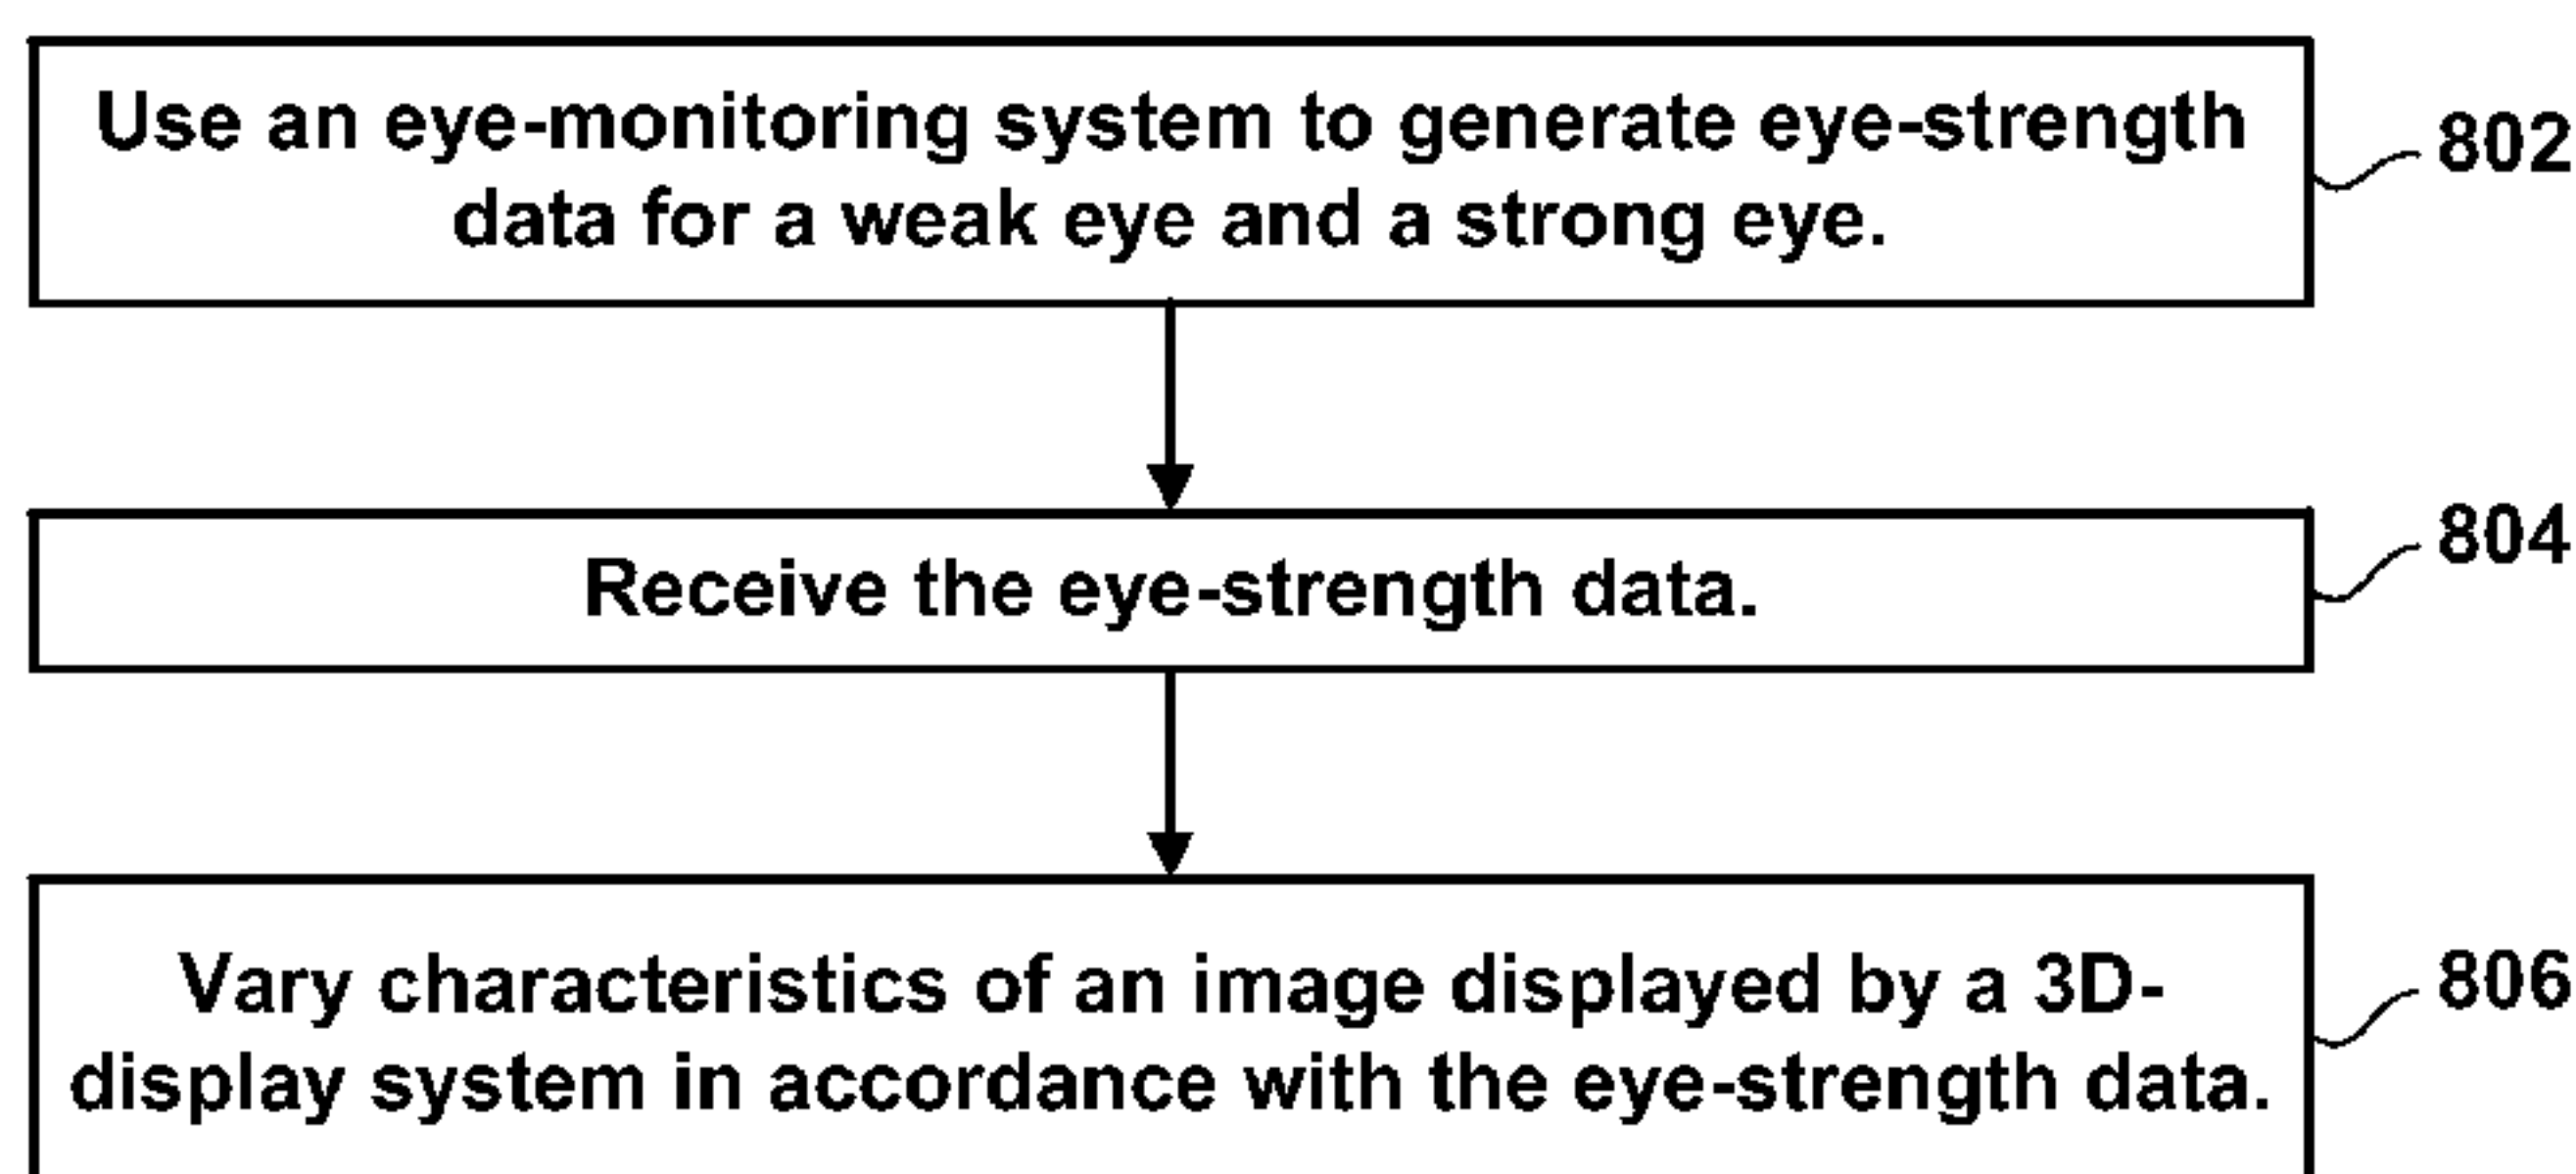 Use an eye-monitoring system to generate eye-strength
data for a weak eye and a strong eye.
802
Receive the eye-strength data.
804
Vary characteristics of an image displayed by a 3D-
display system in accordance with the eye-strength data.
806